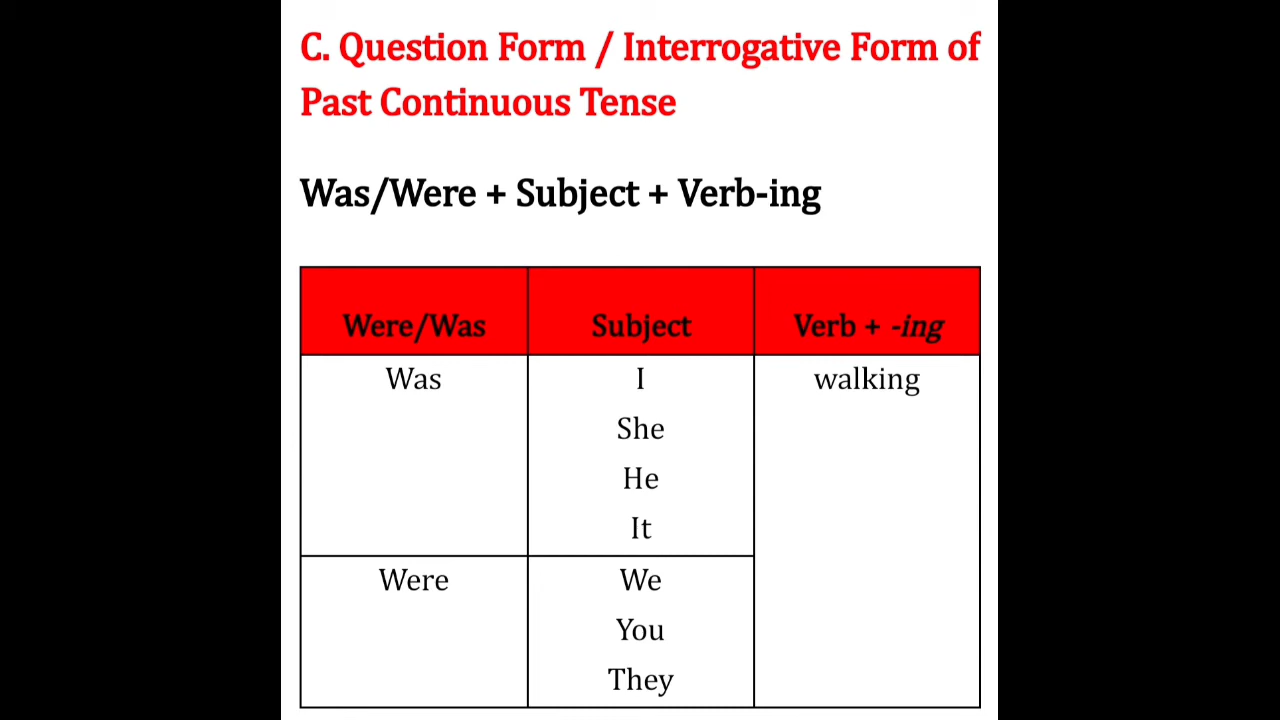 C. Question Form / Interrogative Form of
Past Continuous Tense
Was/Were + Subject + Verb-ing
Were/Was Subject Verb + -ing
Was I walking
She
He
It
Were We
You
They